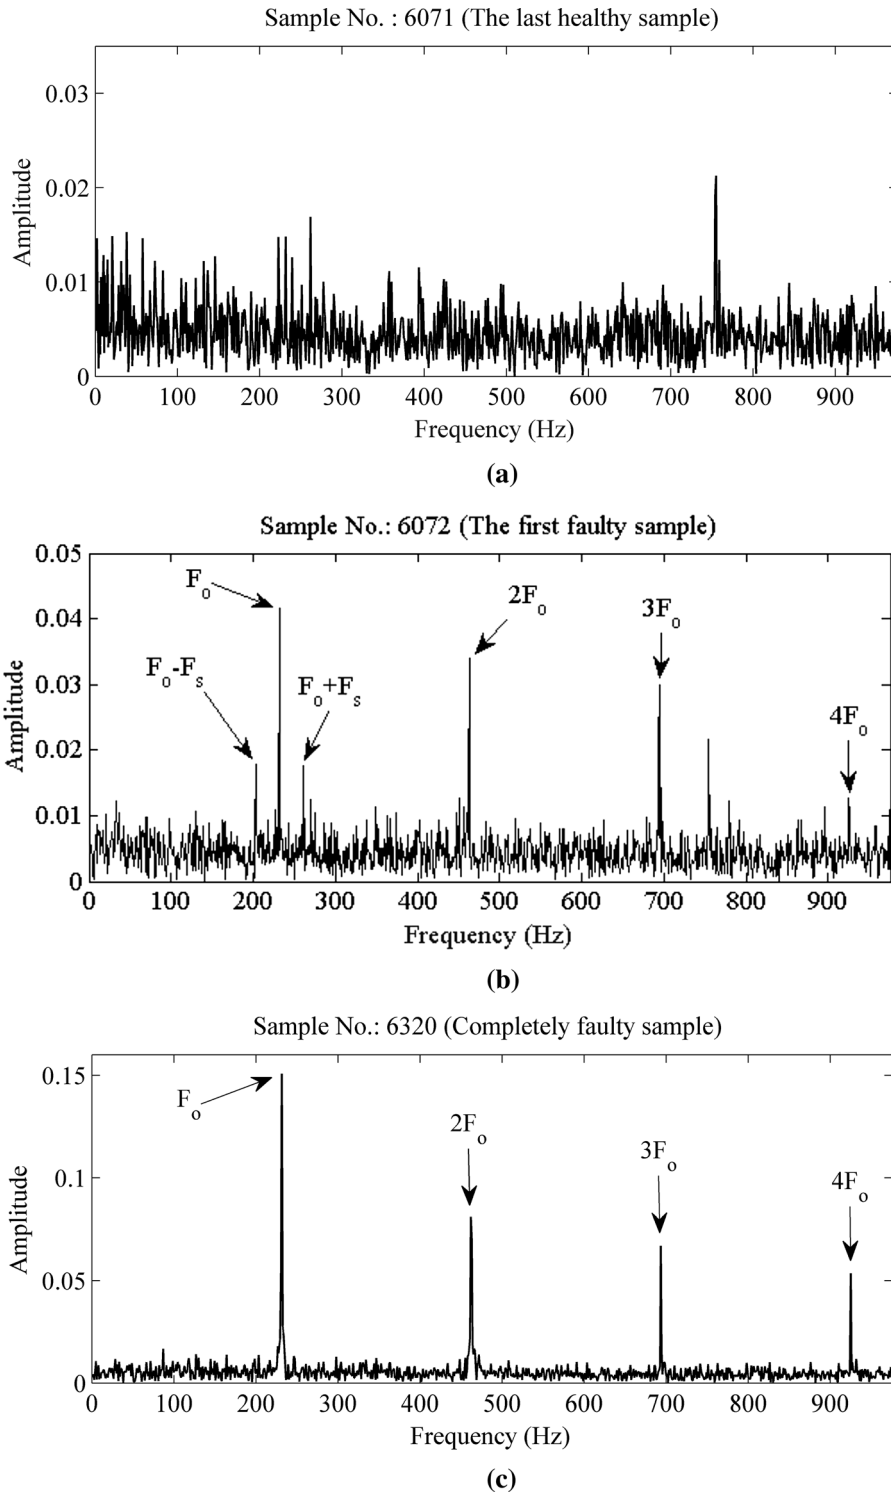 Sample No. : 6071 (The last healthy sample)
0.03
0.02
0.01
0
Amplitude
0 100 200 300 400 500 600 700 800 900
Frequency (Hz)
(a)
Sample No.: 6072 (The first faulty sample)
0.05
0.04
0.03
0.02
0.01
0
Amplitude
Fo
2Fo
3Fo
Fo-Fs
Fo+Fs
4Fo
0 100 200 300 400 500 600 700 800 900
Frequency (Hz)
(b)
Sample No.: 6320 (Completely faulty sample)
0.15
0.1
0.05
0
Amplitude
Fo
2Fo
3Fo
4Fo
0 100 200 300 400 500 600 700 800 900
Frequency (Hz)
(c)